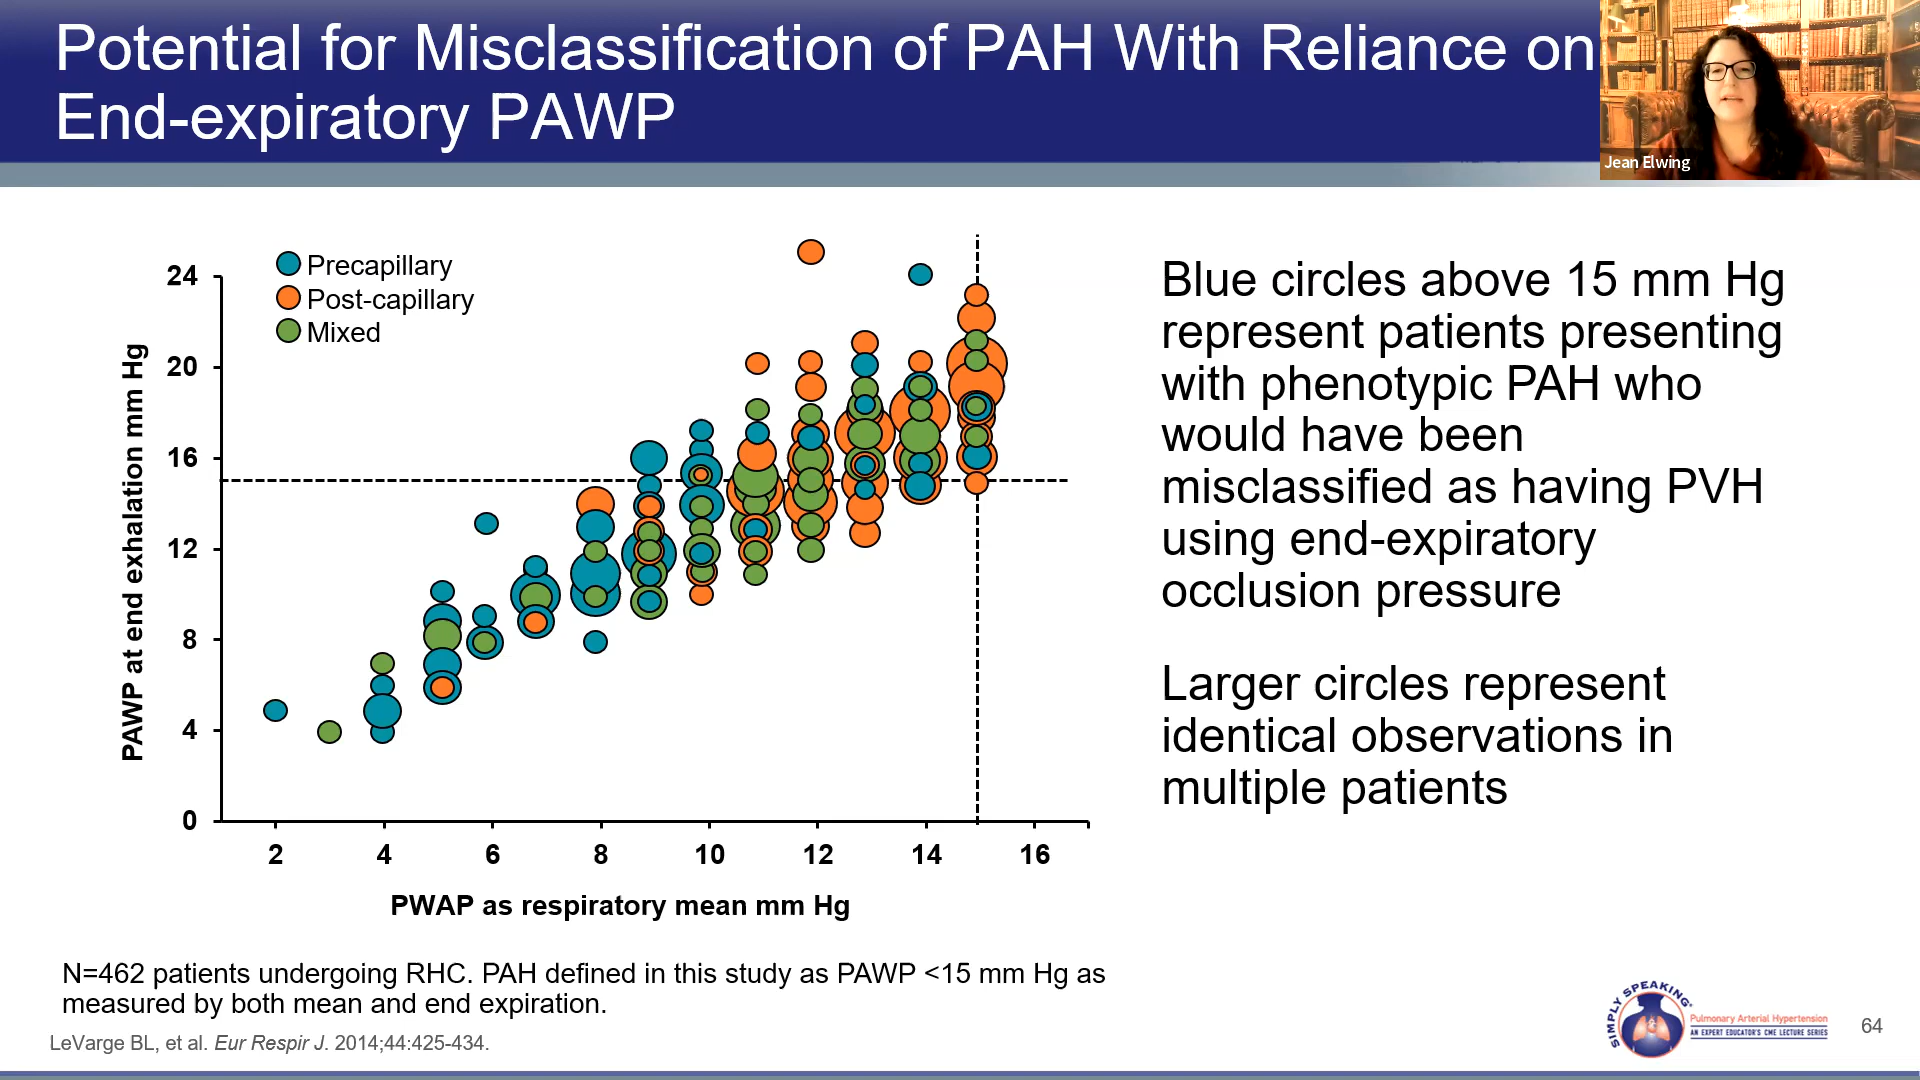 Potential for Misclassification of PAH With Reliance on
End-expiratory PAWP
Jean Elwing
Precapillary
Post-capillary
Mixed
24
20
16
12
8
4
0
PAWP at end exhalation mm Hg
2 4 6 8 10 12 14 16
PWAP as respiratory mean mm Hg
Blue circles above 15 mm Hg
represent patients presenting
with phenotypic PAH who
would have been
misclassified as having PVH
using end-expiratory
occlusion pressure
Larger circles represent
identical observations in
multiple patients
N=462 patients undergoing RHC. PAH defined in this study as PAWP <15 mm Hg as
measured by both mean and end expiration.
LeVarge BL, et al. Eur Respir J. 2014;44:425-434.
SIMPLY SPEAKING®
Pulmonary Arterial Hypertension
AN EXPERT EDUCATOR'S CME LECTURE SERIES
64